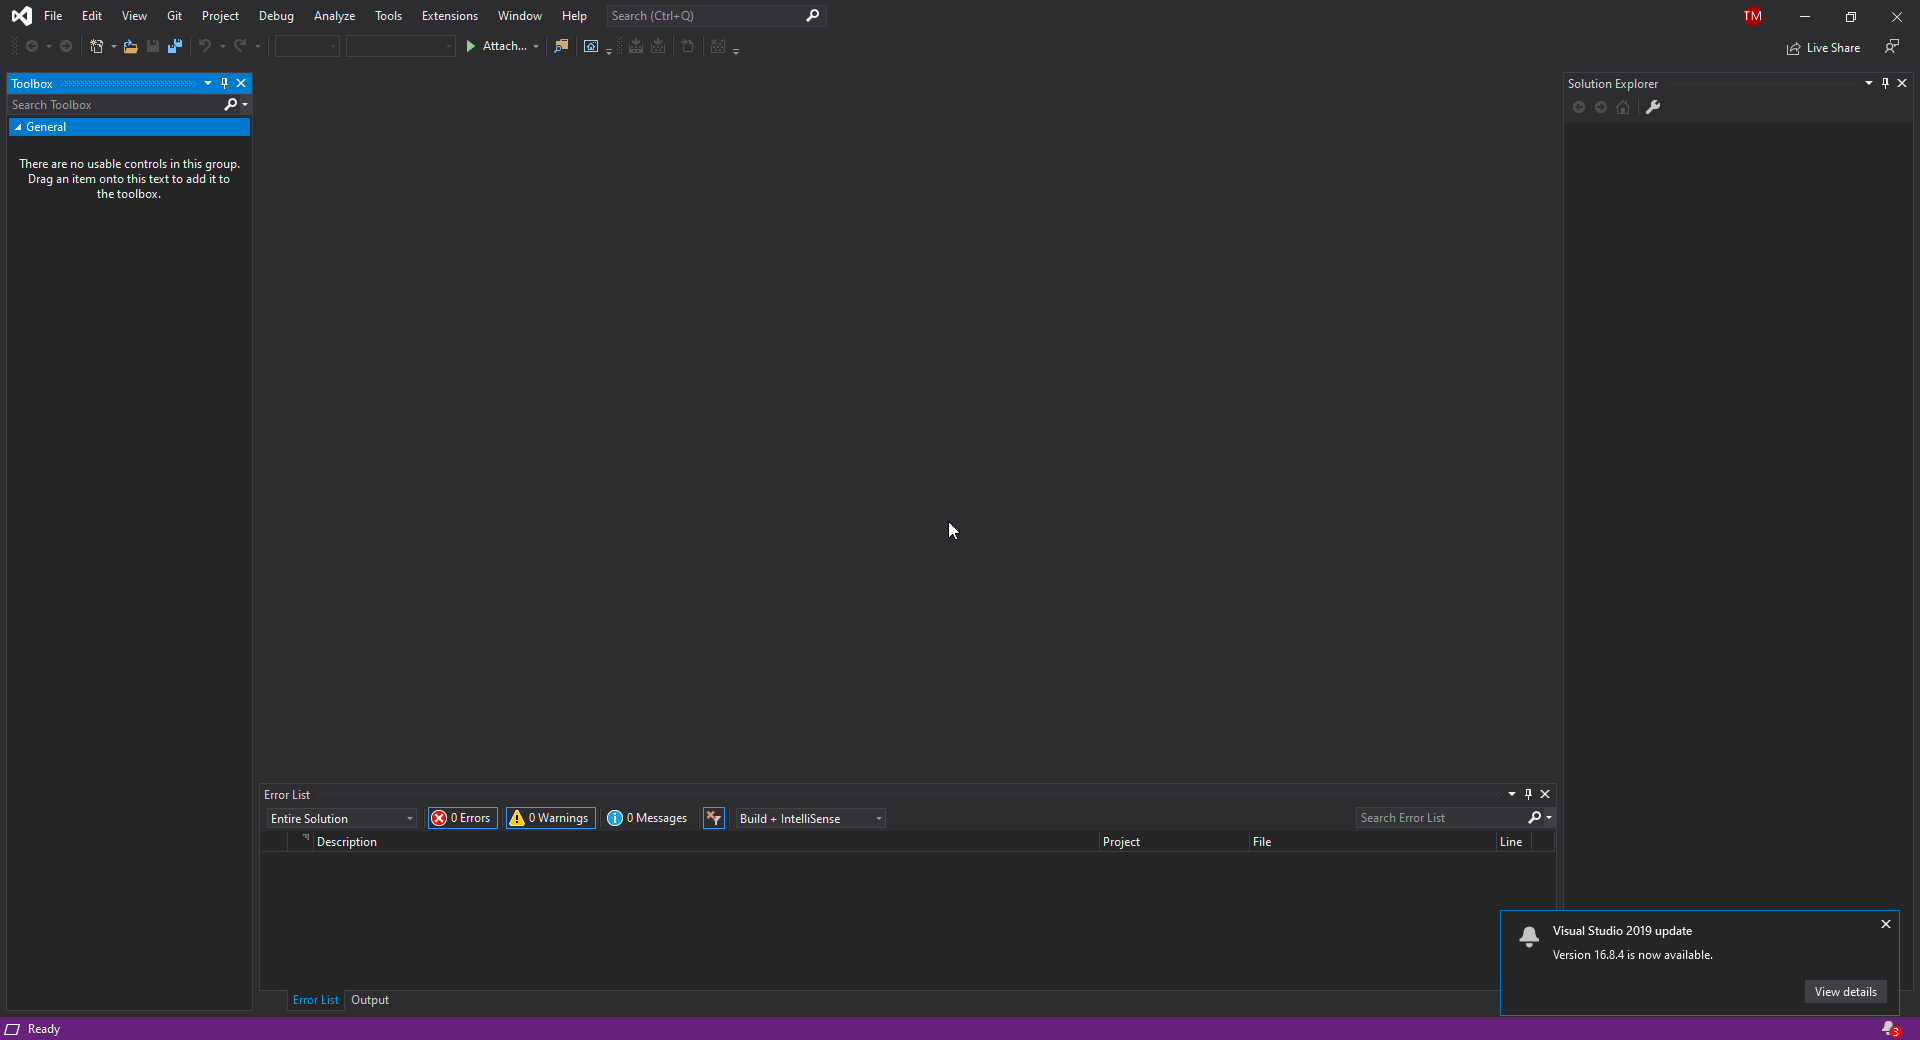 File Edit View Git Project Debug Analyze Tools Extensions Window Help Search (Ctrl+Q) TM
Attach... Live Share
Toolbox
Search Toolbox
General
There are no usable controls in this group.
Drag an item onto this text to add it to
the toolbox.
Solution Explorer
Error List
Entire Solution 0 Errors 0 Warnings 0 Messages Build + IntelliSense Search Error List
Description Project File Line
Error List Output
Visual Studio 2019 update
Version 16.8.4 is now available.
View details
Ready 3